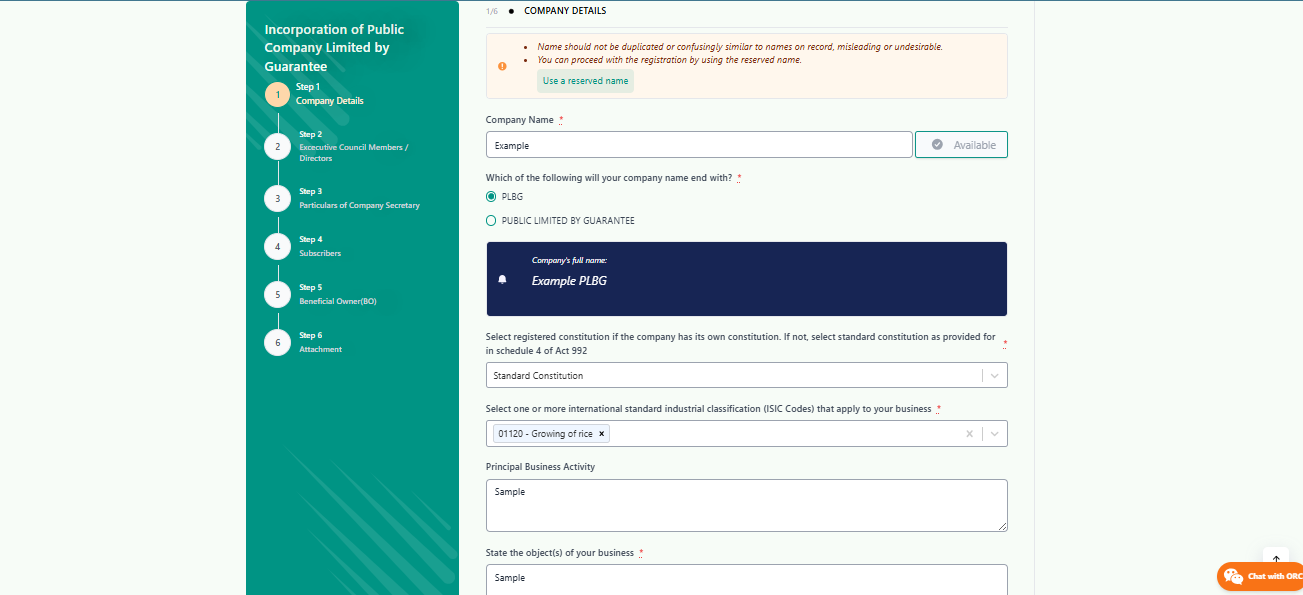 Incorporation of Public
Company Limited by
Guarantee
1
Step 1
Company Details
2
Step 2
Excecutive Council Members /
Directors
3
Step 3
Particulars of Company Secretary
4
Step 4
Subscribers
5
Step 5
Beneficial Owner(BO)
6
Step 6
Attachment
1/6 ● COMPANY DETAILS
• Name should not be duplicated or confusingly similar to names on record, misleading or undesirable.
• You can proceed with the registration by using the reserved name.
Use a reserved name
Company Name *
Example
Available
Which of the following will your company name end with? *
PLBG
PUBLIC LIMITED BY GUARANTEE
Company's full name:
Example PLBG
Select registered constitution if the company has its own constitution. If not, select standard constitution as provided for
in schedule 4 of Act 992 *
Standard Constitution
Select one or more international standard industrial classification (ISIC Codes) that apply to your business *
01120 - Growing of rice ×
Principal Business Activity
Sample
State the object(s) of your business *
Sample
Chat with ORC